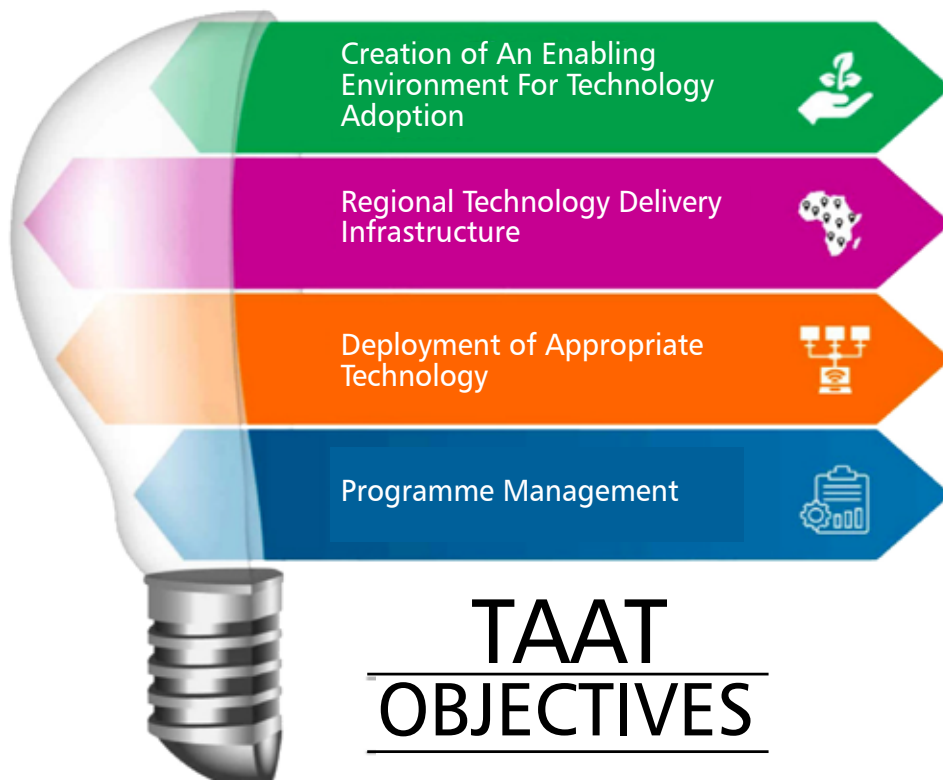 Creation of An Enabling
Environment For Technology
Adoption
Regional Technology Delivery
Infrastructure
Deployment of Appropriate
Technology
Programme Management
TAAT
OBJECTIVES